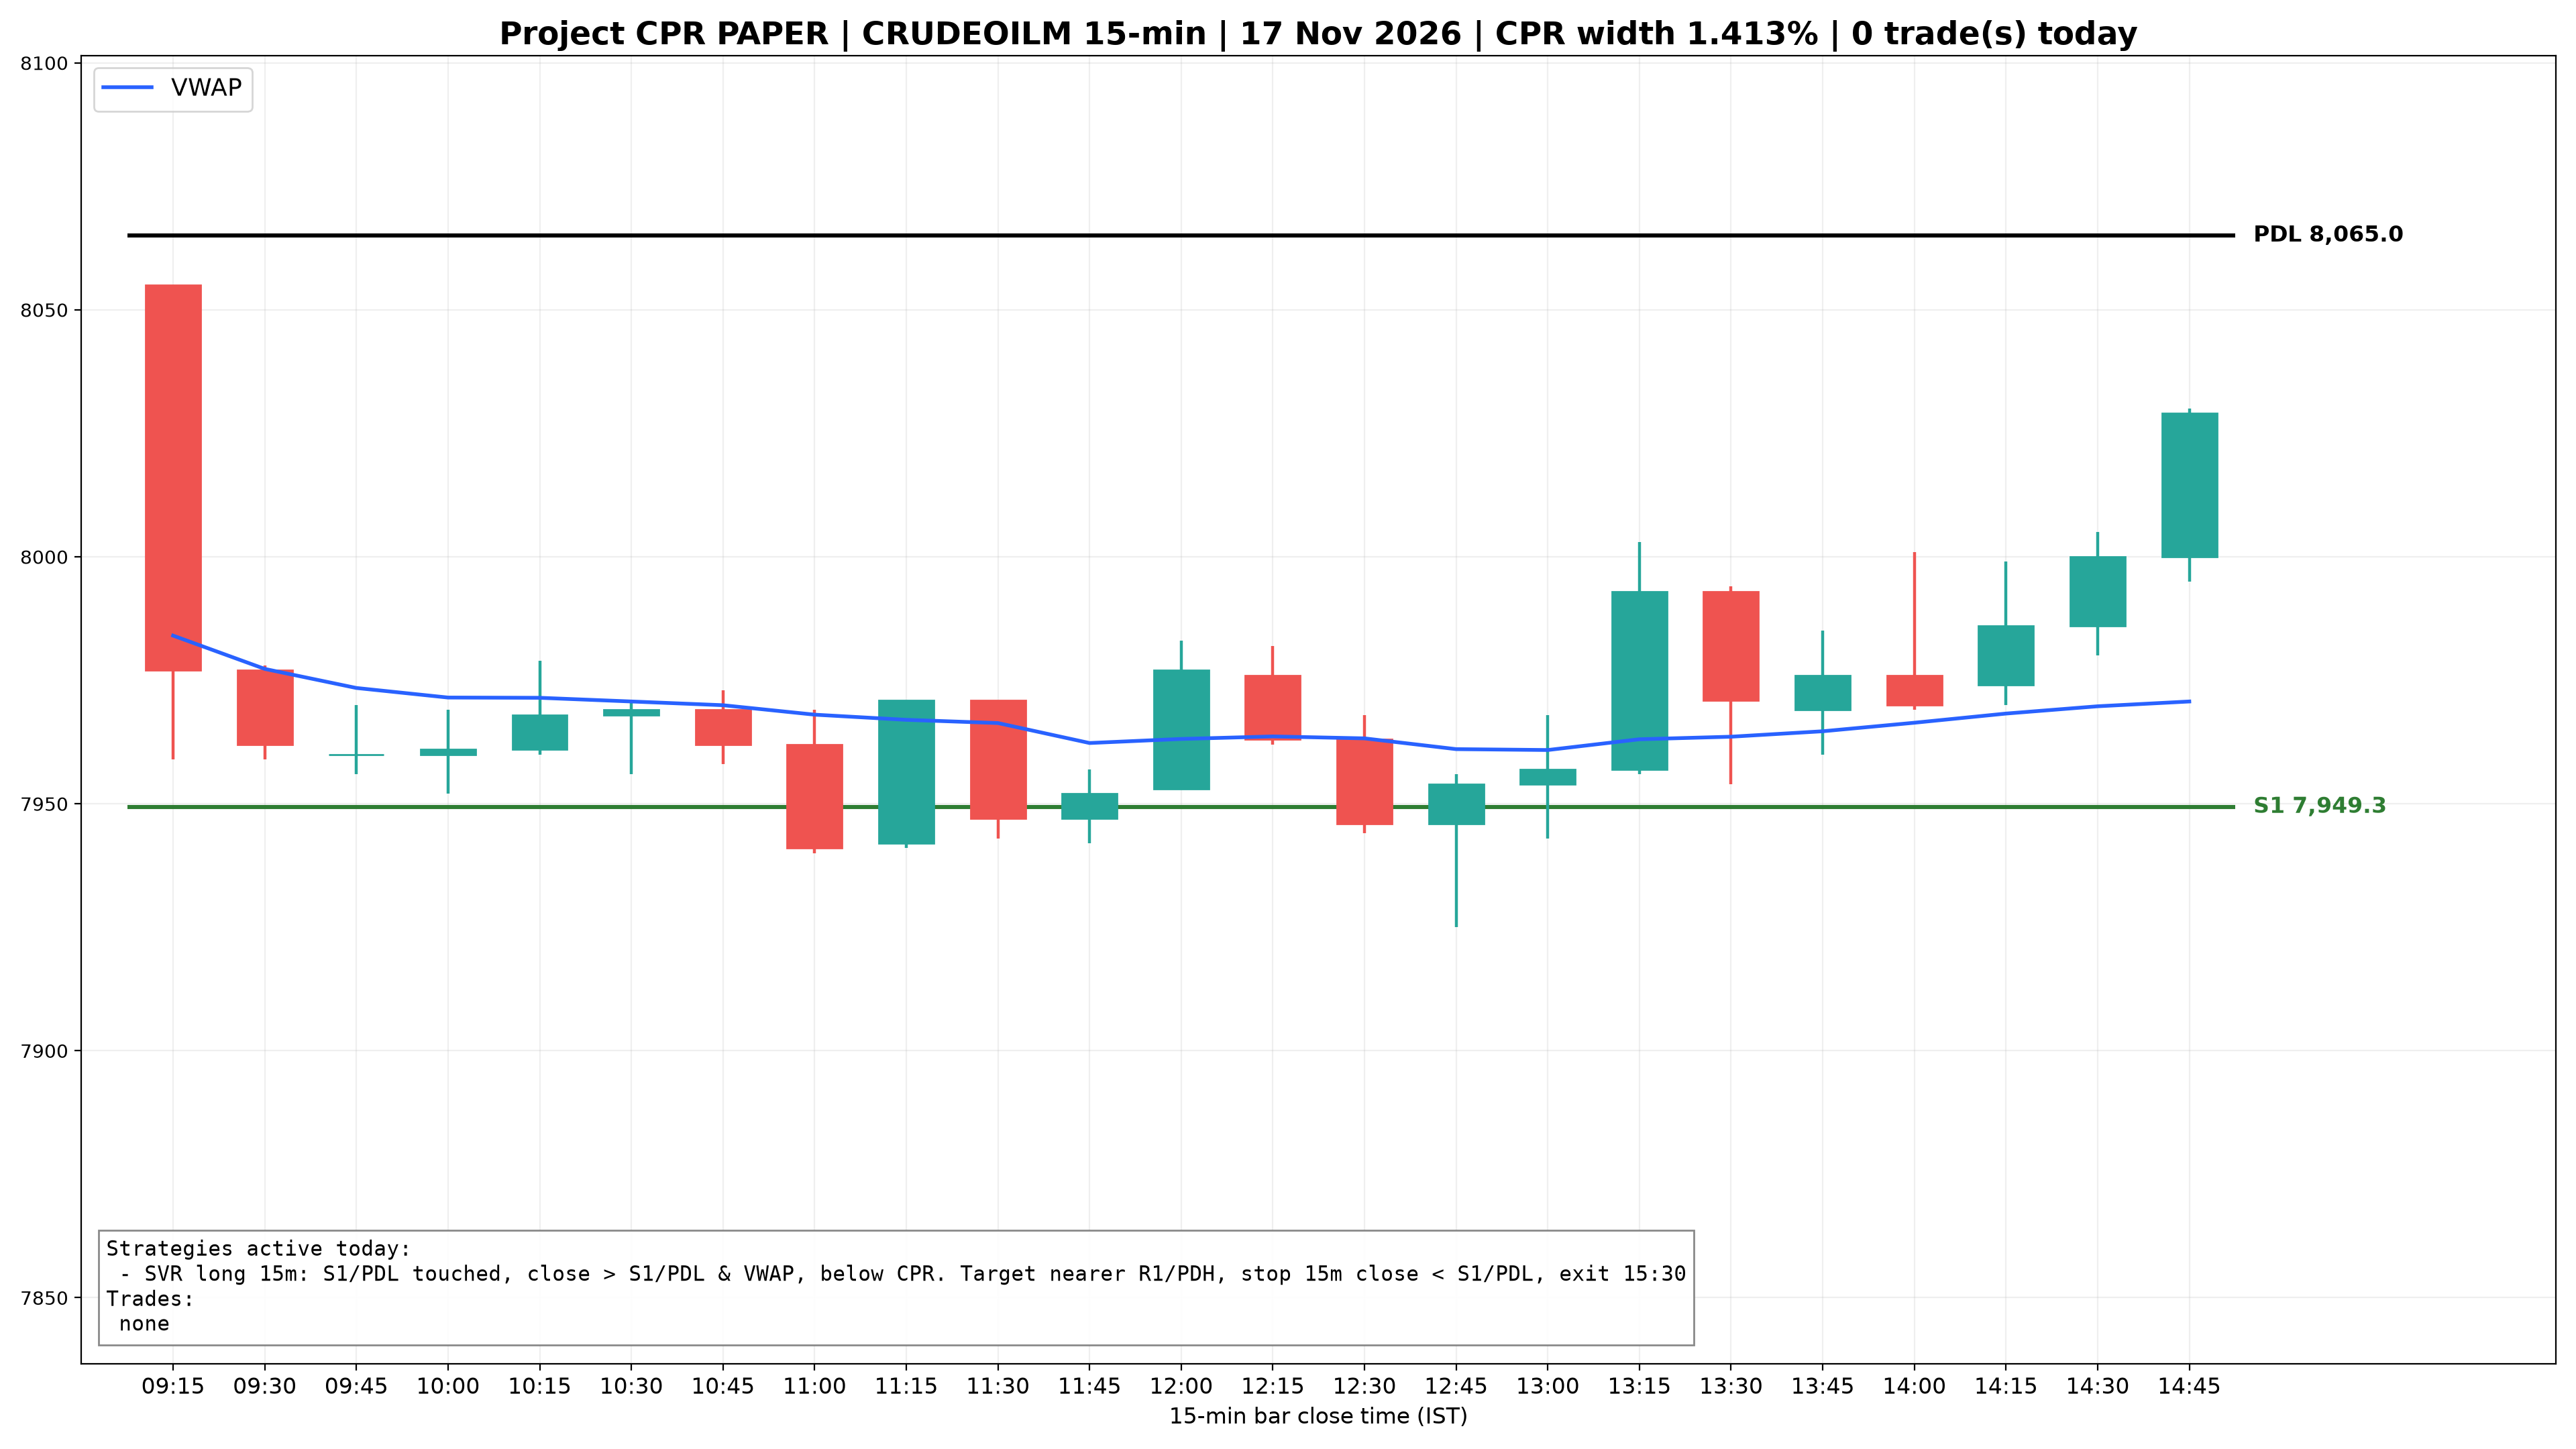 Project CPR PAPER | CRUDEOILM 15-min | 17 Nov 2026 | CPR width 1.413% | 0 trade(s) today
VWAP
8100
8050
8000
7950
7900
7850
PDL 8,065.0
S1 7,949.3
Strategies active today:
- SVR long 15m: S1/PDL touched, close > S1/PDL & VWAP, below CPR. Target nearer R1/PDH, stop 15m close < S1/PDL, exit 15:30
Trades:
none
09:15 09:30 09:45 10:00 10:15 10:30 10:45 11:00 11:15 11:30 11:45 12:00 12:15 12:30 12:45 13:00 13:15 13:30 13:45 14:00 14:15 14:30 14:45
15-min bar close time (IST)